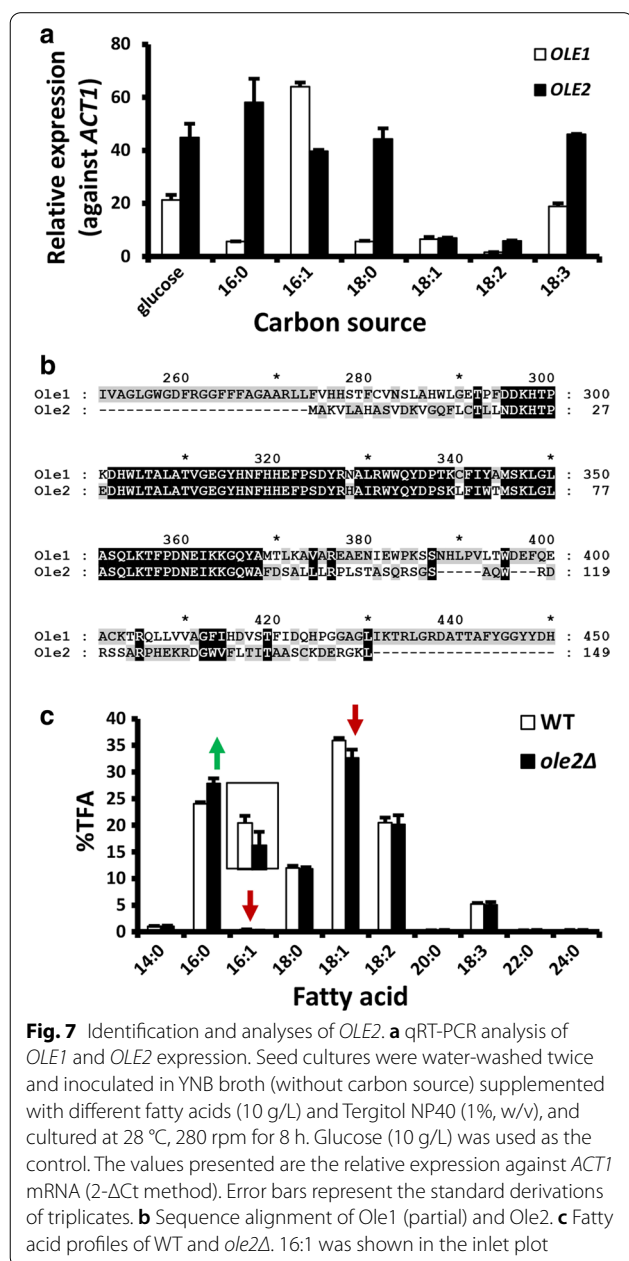 a
80
60
40
20
0
Relative expression
(against ACT1)
OLE1
OLE2
glucose 16:0 16:1 18:0 18:1 18:2 18:3
Carbon source
b
260 * 280 * 300
Ole1 : IVAGLGWGDFRGGFFFAGAARLLFVHHSTFCVNSLAHWLGETPFDDKHTP : 300
Ole2 : ------------------------MAKVLAHASVDKVGQFLCTLLNDKHTP : 27
* 320 * 340 *
Ole1 : KDHWLTALATVGEGYHNFHHEFPSDYRNALRWWQYDPTKCFIYAMSKLGL : 350
Ole2 : EDHWLTALATVGEGYHNFHHEFPSDYRHAIRWYQYDPSKLFIWTMSKLGL : 77
360 * 380 * 400
Ole1 : ASQLKTFPDNEIKKGQYAMTLKAVAREAENIEWPKSSNHLPVLTWDEFQE : 400
Ole2 : ASQLKTFPDNEIKKGQWAFDSALLLRPLSTASQRSGS-----AQW---RD : 119
* 420 * 440 *
Ole1 : ACKTRQLLVVAGFIHDVSTFIDQHPGGAGLIKTRLGRDATTAFYGGYYDH : 450
Ole2 : RSSARPHEKRDGWVFLTITAASCKDERGKL-------------------- : 149
c
40
35
30
25
20
15
10
5
0
%TFA
WT
ole2Δ
14:0 16:0 16:1 18:0 18:1 18:2 20:0 18:3 22:0 24:0
Fatty acid
Fig. 7 Identification and analyses of OLE2. a qRT-PCR analysis of
OLE1 and OLE2 expression. Seed cultures were water-washed twice
and inoculated in YNB broth (without carbon source) supplemented
with different fatty acids (10 g/L) and Tergitol NP40 (1%, w/v), and
cultured at 28 °C, 280 rpm for 8 h. Glucose (10 g/L) was used as the
control. The values presented are the relative expression against ACT1
mRNA (2-ΔCt method). Error bars represent the standard derivations
of triplicates. b Sequence alignment of Ole1 (partial) and Ole2. c Fatty
acid profiles of WT and ole2Δ. 16:1 was shown in the inlet plot